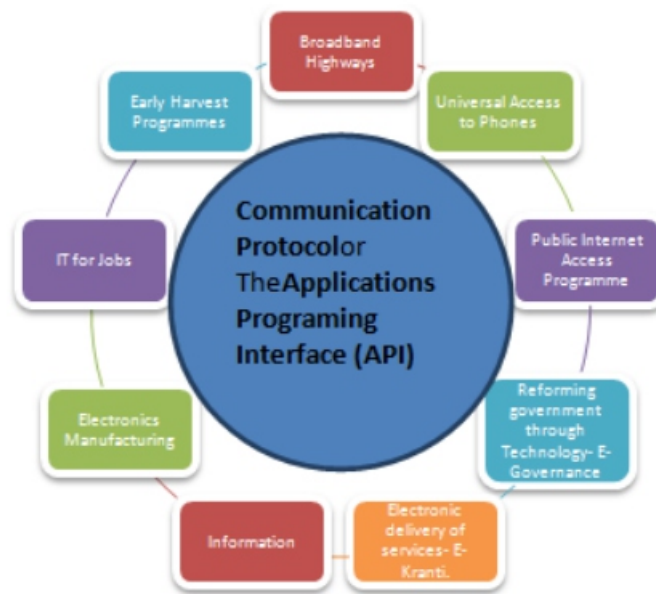 Broadband
Highways
Universal Access
to Phones
Public Internet
Access
Programme
Reforming
government
through
Technology- E-
Governance
Electronic
delivery of
services- E-
Kranti.
Information
Electronics
Manufacturing
IT for Jobs
Early Harvest
Programmes
Communication
Protocolor
TheApplications
Programing
Interface (API)